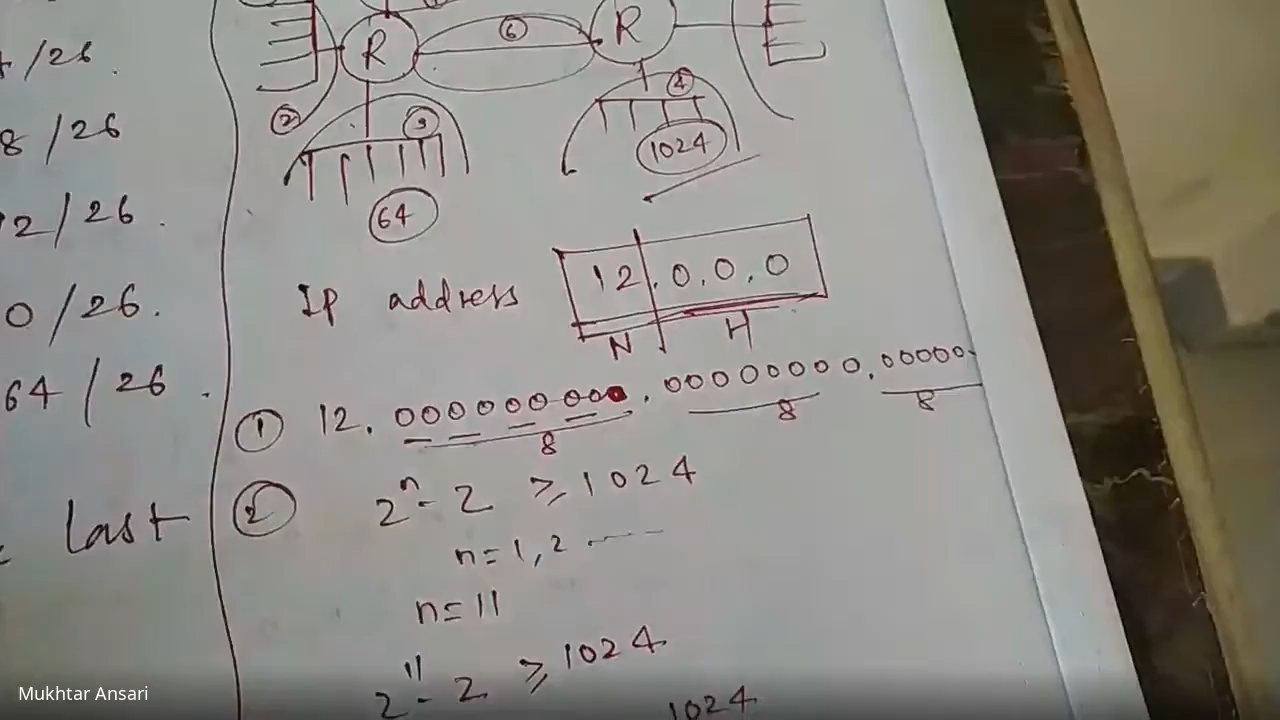 /26.
8/26
2/26.
0/26.
64/26.
last
R
6
R
2
3
4
64
1024
Ip address
12.0.0.0
N H
1 12.00000000.00000000.00000
8 8 8
2 2^n - 2 ≥ 1024
n=1,2 -----
n=11
2^11 - 2 ≥ 1024
1024
Mukhtar Ansari